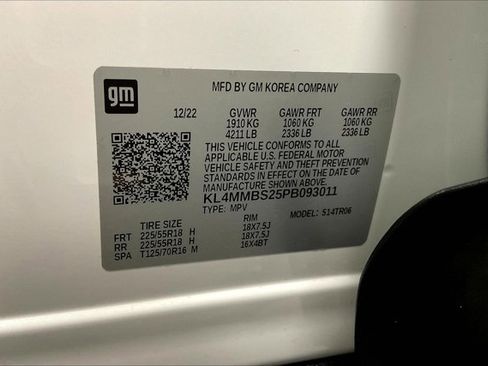 gm
MFD BY GM KOREA COMPANY
12/22 GVWR GAWR FRT GAWR RR
1910 KG 1060 KG 1060 KG
4211 LB 2336 LB 2336 LB
THIS VEHICLE CONFORMS TO ALL
APPLICABLE U.S. FEDERAL MOTOR
VEHICLE SAFETY AND THEFT PREVENTION
STANDARDS IN EFFECT ON THE DATE OF
MANUFACTURE SHOWN ABOVE.
KL4MMBS25PB093011
TYPE: MPV MODEL: 514TR06
TIRE SIZE RIM
FRT 225/55R18 H 18X7.5J
RR 225/55R18 H 18X7.5J
SPA T125/70R16 M 16X4BT